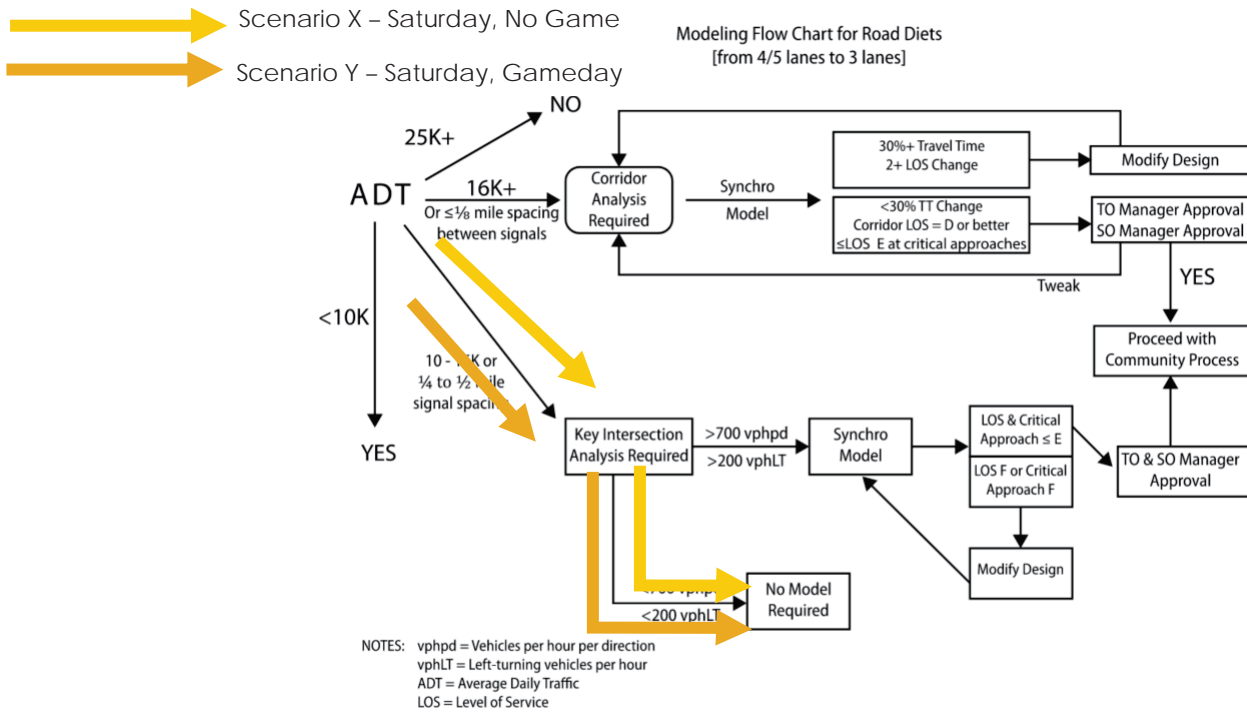 Scenario X – Saturday, No Game
Scenario Y – Saturday, Gameday
Modeling Flow Chart for Road Diets
[from 4/5 lanes to 3 lanes]
NO
25K+
ADT
16K+
Or ≤⅛ mile spacing
between signals
Corridor
Analysis
Required
Synchro
Model
30%+ Travel Time
2+ LOS Change
Modify Design
<30% TT Change
Corridor LOS = D or better
≤LOS E at critical approaches
TO Manager Approval
SO Manager Approval
Tweak
YES
<10K
Proceed with
Community Process
10 - or
¼ to ½
signal
YES
Key Intersection
Analysis Required
>700 vphpd
>200 vphLT
Synchro
Model
LOS & Critical
Approach ≤ E
LOS F or Critical
Approach F
TO & SO Manager
Approval
Modify Design
<200 vphLT
No Model
Required
NOTES: vphpd = Vehicles per hour per direction
vphLT = Left-turning vehicles per hour
ADT = Average Daily Traffic
LOS = Level of Service